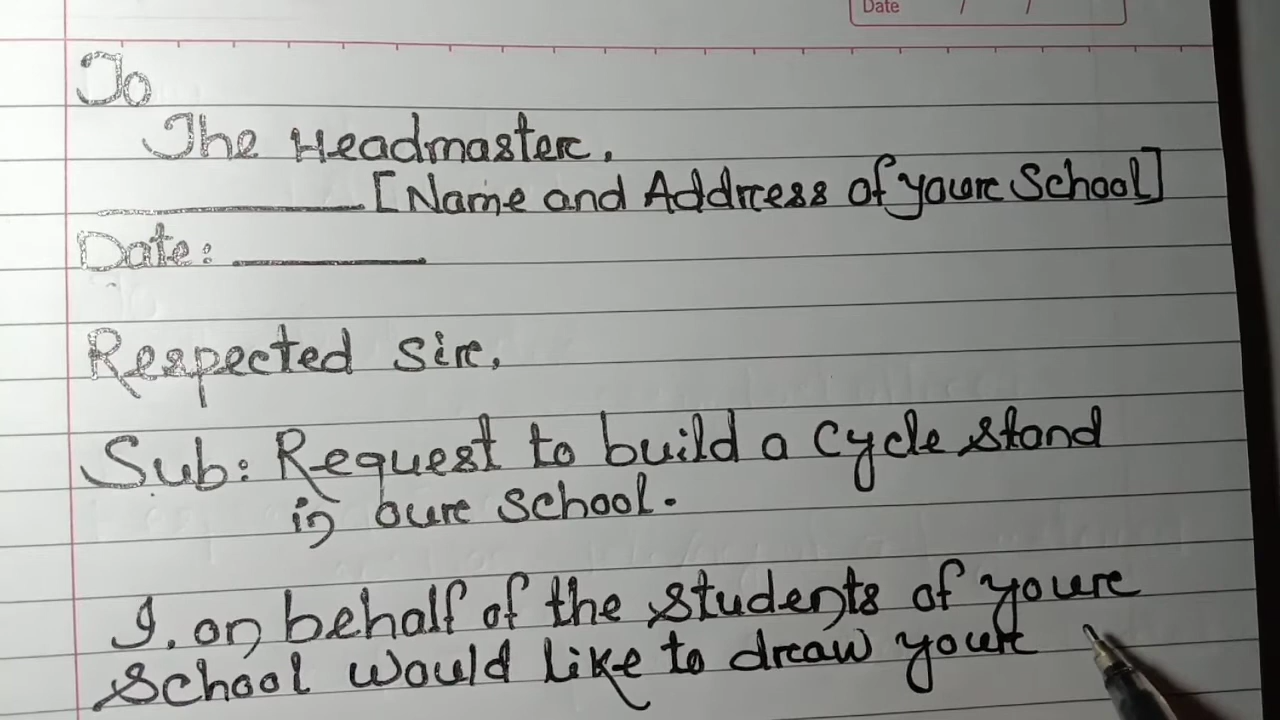 Date / /
To
The Headmaster,
[Name and Address of your School]
Date:
Respected Sir,
Sub: Request to build a Cycle stand
in our school.
I, on behalf of the students of your
school would like to draw your